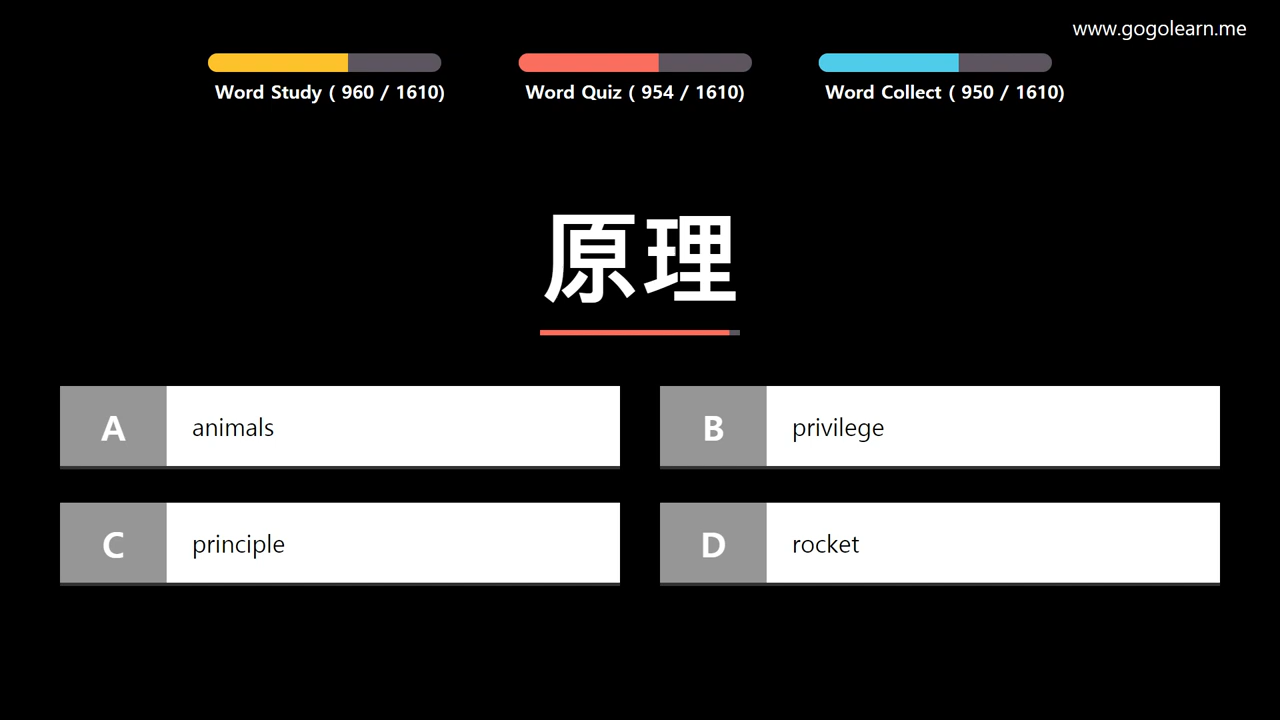 www.gogolearn.me
Word Study ( 960 / 1610)
Word Quiz ( 954 / 1610)
Word Collect ( 950 / 1610)
原理
A animals
B privilege
C principle
D rocket